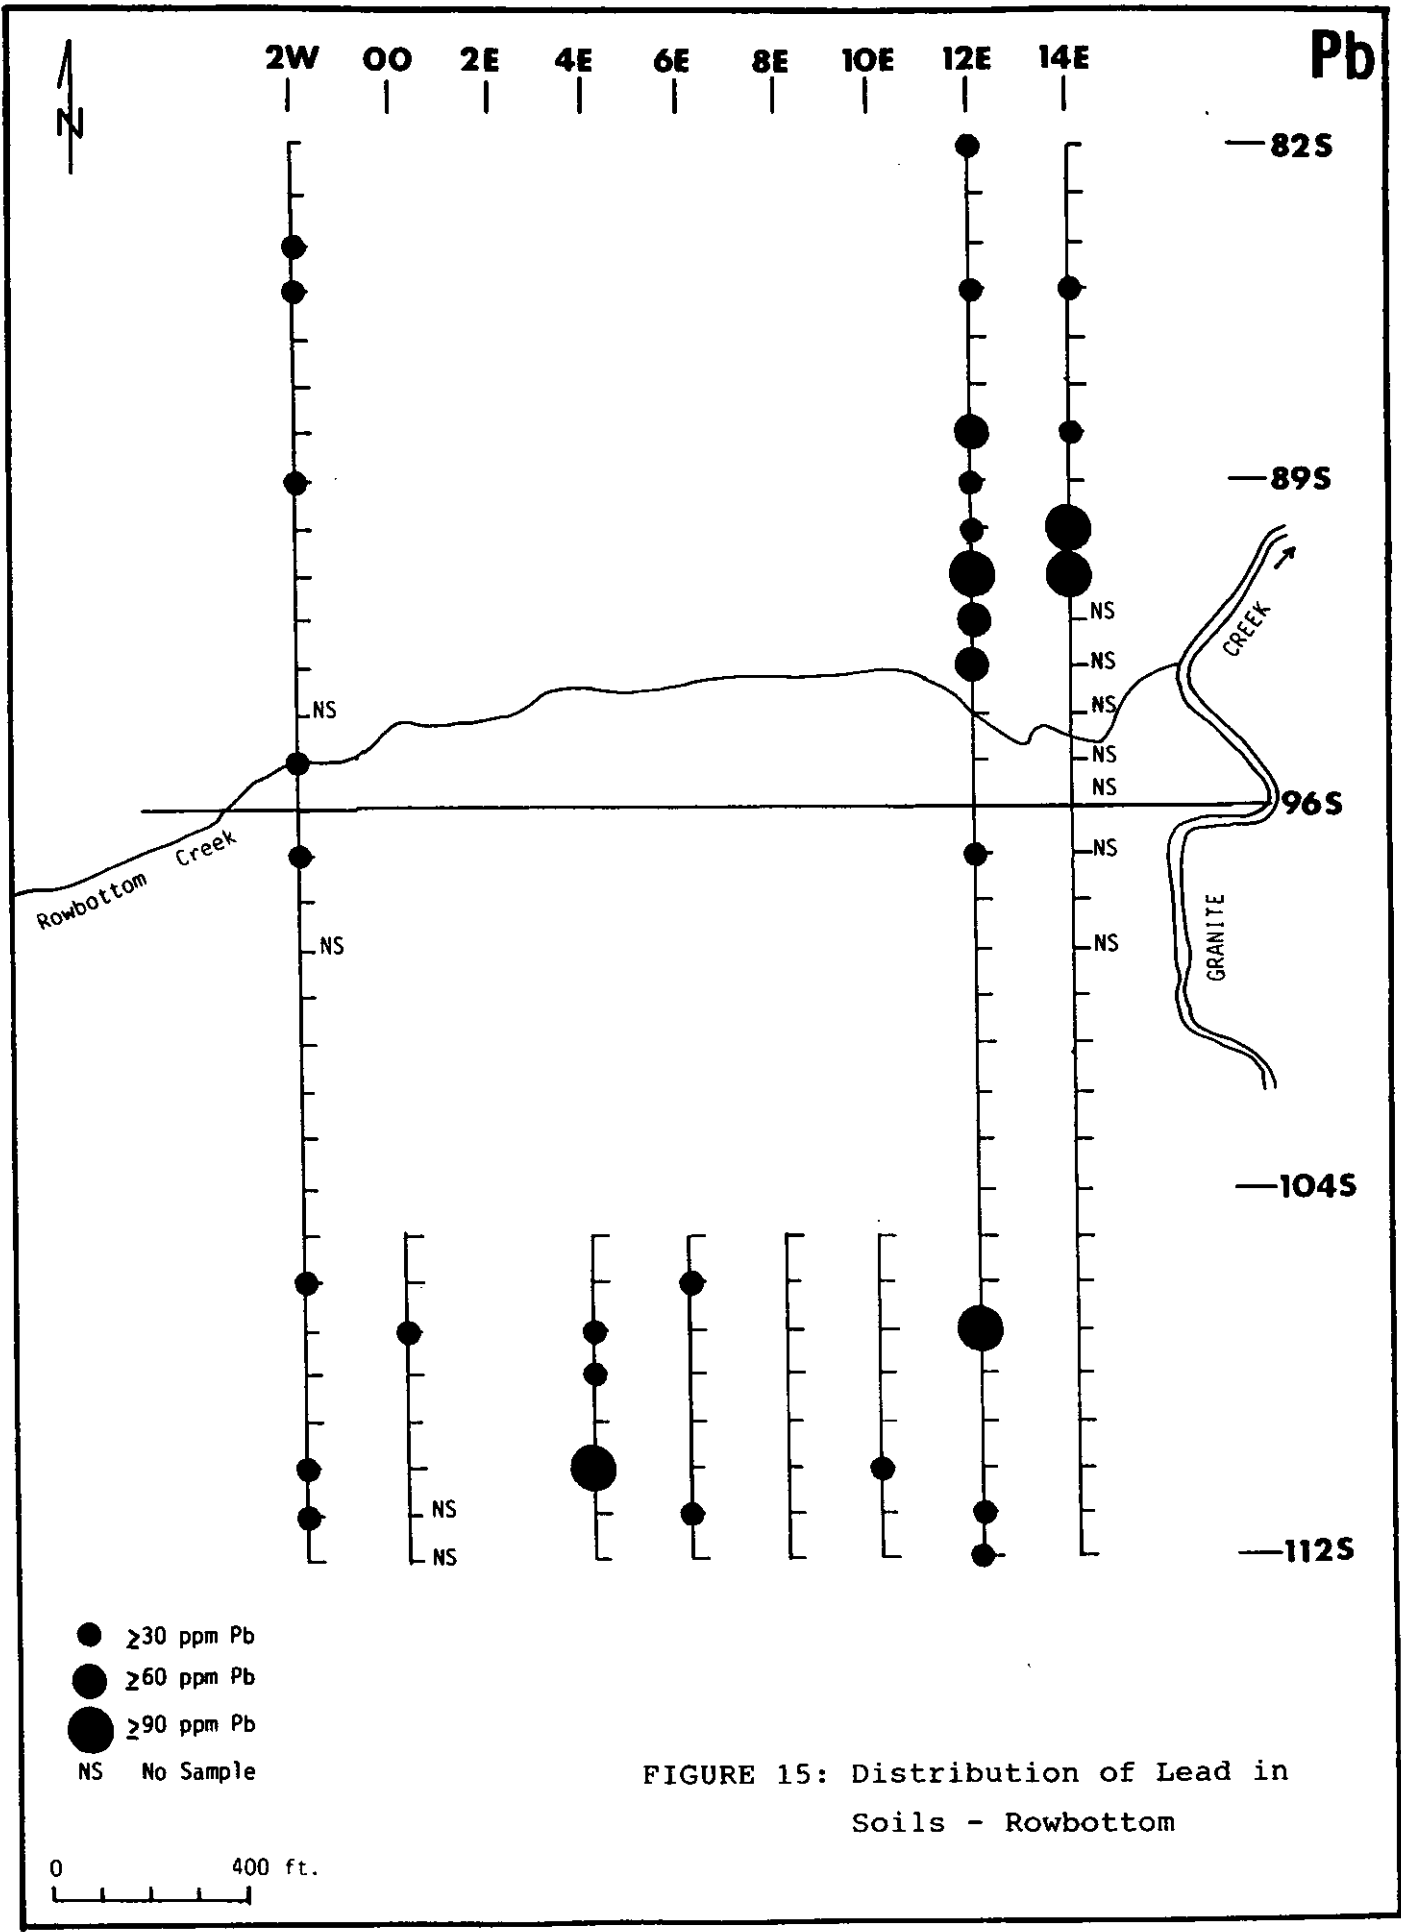 2W OO 2E 4E 6E 8E 10E 12E 14E Pb
N
82S
89S
NS
CREEK
NS
NS
NS
NS
NS
96S
Rowbottom Creek
NS
NS
NS
GRANITE
104S
NS
NS
112S
≥30 ppm Pb
≥60 ppm Pb
≥90 ppm Pb
NS No Sample
FIGURE 15: Distribution of Lead in
Soils - Rowbottom
0 400 ft.